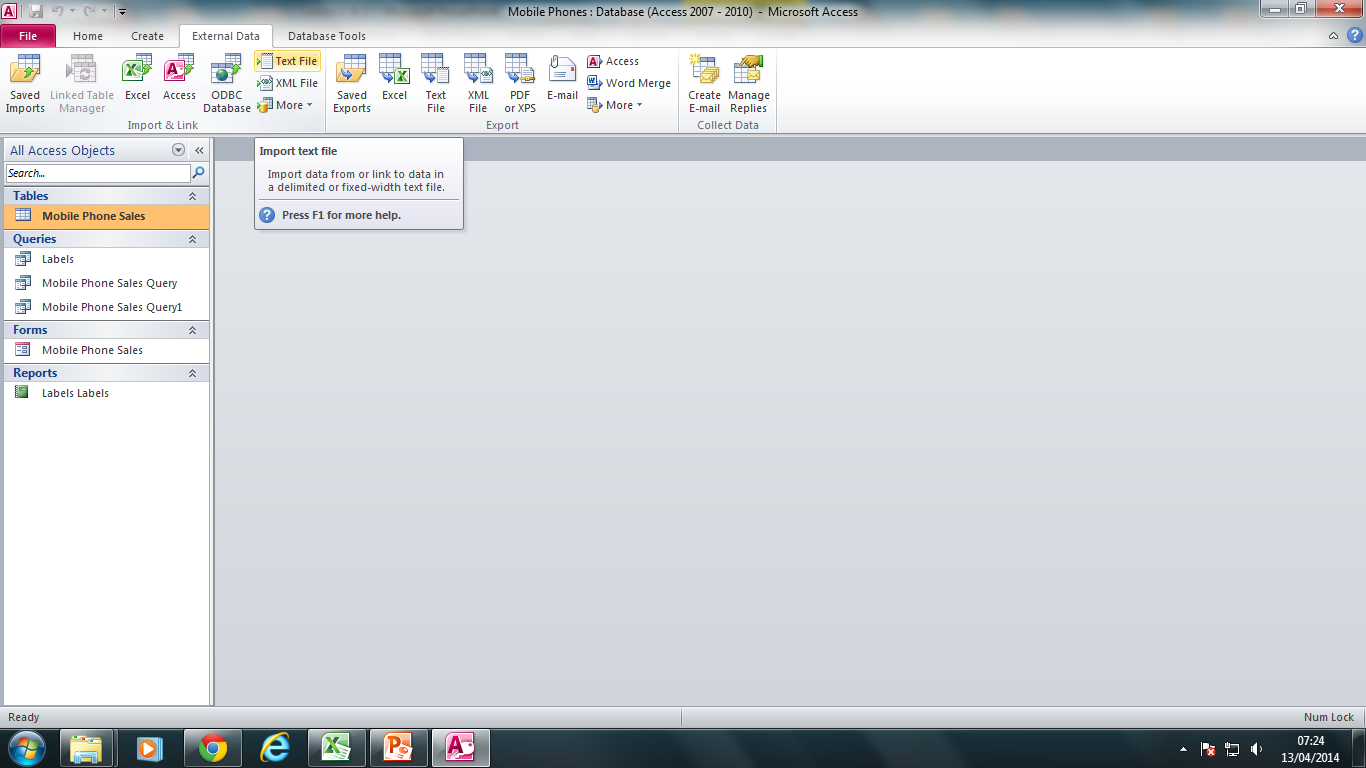 Mobile Phones : Database (Access 2007 - 2010) - Microsoft Access
File Home Create External Data Database Tools
Saved Imports
Linked Table Manager
Excel
Access
ODBC Database
Text File
XML File
More
Import & Link
Saved Exports
Excel
Text File
XML File
PDF or XPS
E-mail
Access
Word Merge
More
Export
Create E-mail
Manage Replies
Collect Data
All Access Objects
Search...
Tables
Mobile Phone Sales
Queries
Labels
Mobile Phone Sales Query
Mobile Phone Sales Query1
Forms
Mobile Phone Sales
Reports
Labels Labels
Import text file
Import data from or link to data in
a delimited or fixed-width text file.
Press F1 for more help.
Ready
Num Lock
07:24
13/04/2014